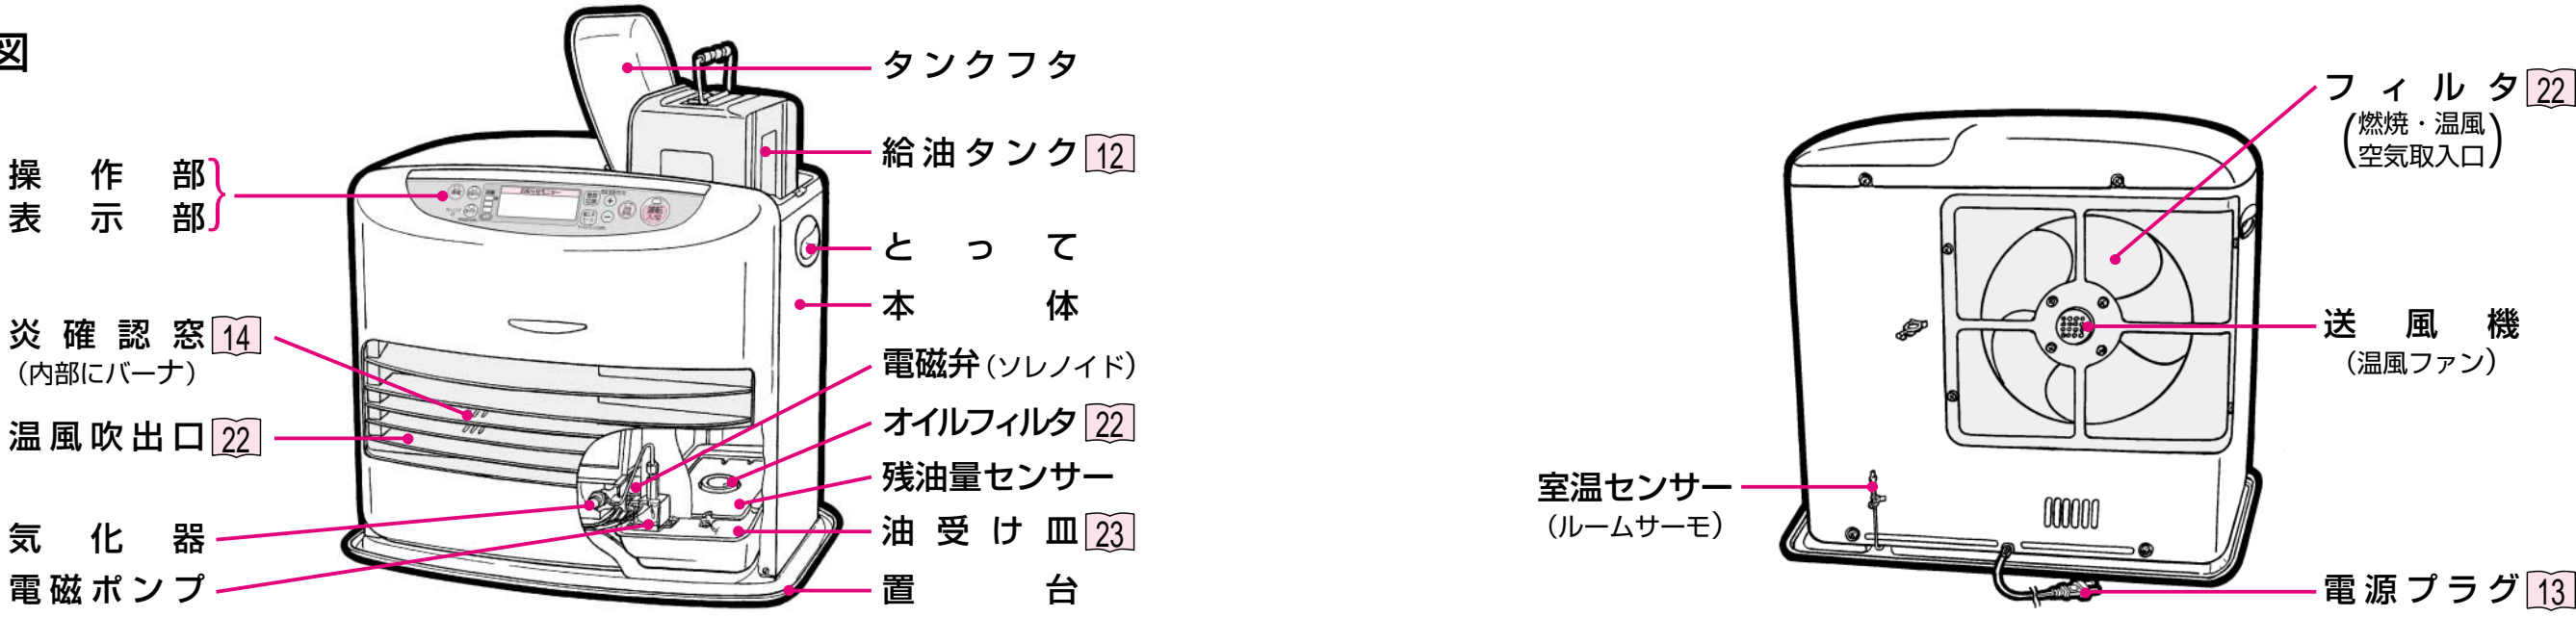 図
操作部
表示部
炎確認窓 14
(内部にバーナ)
温風吹出口 22
気化器
電磁ポンプ
タンクフタ
給油タンク 12
とって
本体
電磁弁(ソレノイド)
オイルフィルタ 22
残油量センサー
油受け皿 23
置台
フィルタ 22
(燃焼・温風
空気取入口)
送風機
(温風ファン)
室温センサー
(ルームサーモ)
電源プラグ 13